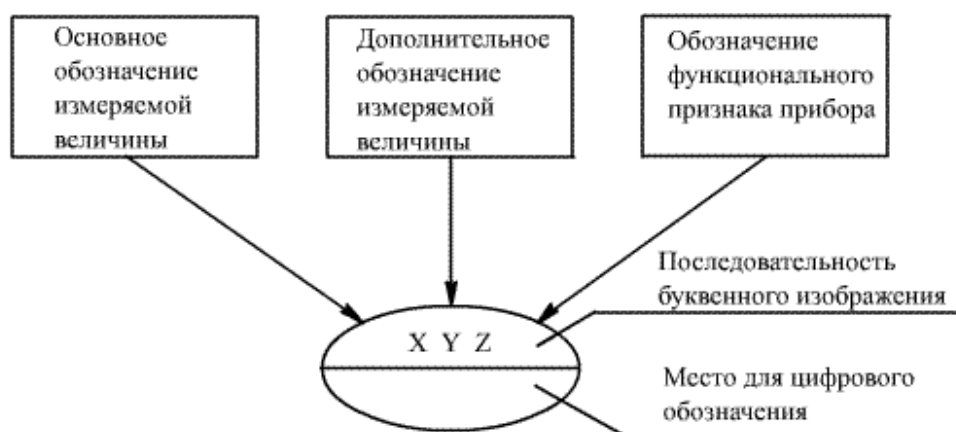 Основное
обозначение
измеряемой
величины
Дополнительное
обозначение
измеряемой
величины
Обозначение
функционального
признака прибора
Последовательность
буквенного изображения
X Y Z
Место для цифрового
обозначения